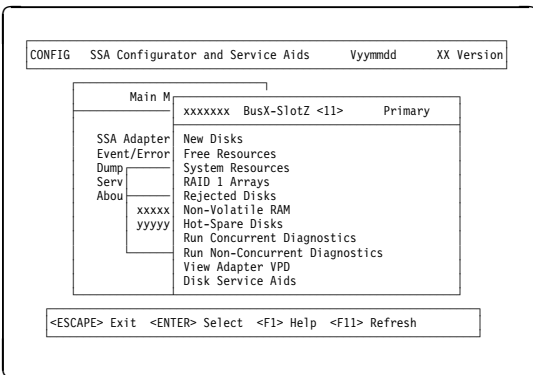 CONFIG SSA Configurator and Service Aids Vyymmdd XX Version
Main M
xxxxxxx BusX-SlotZ <11> Primary
SSA Adapter
Event/Error
Dump
Serv
Abou
xxxxx
yyyyy
New Disks
Free Resources
System Resources
RAID 1 Arrays
Rejected Disks
Non-Volatile RAM
Hot-Spare Disks
Run Concurrent Diagnostics
Run Non-Concurrent Diagnostics
View Adapter VPD
Disk Service Aids
<ESCAPE> Exit <ENTER> Select <F1> Help <F11> Refresh